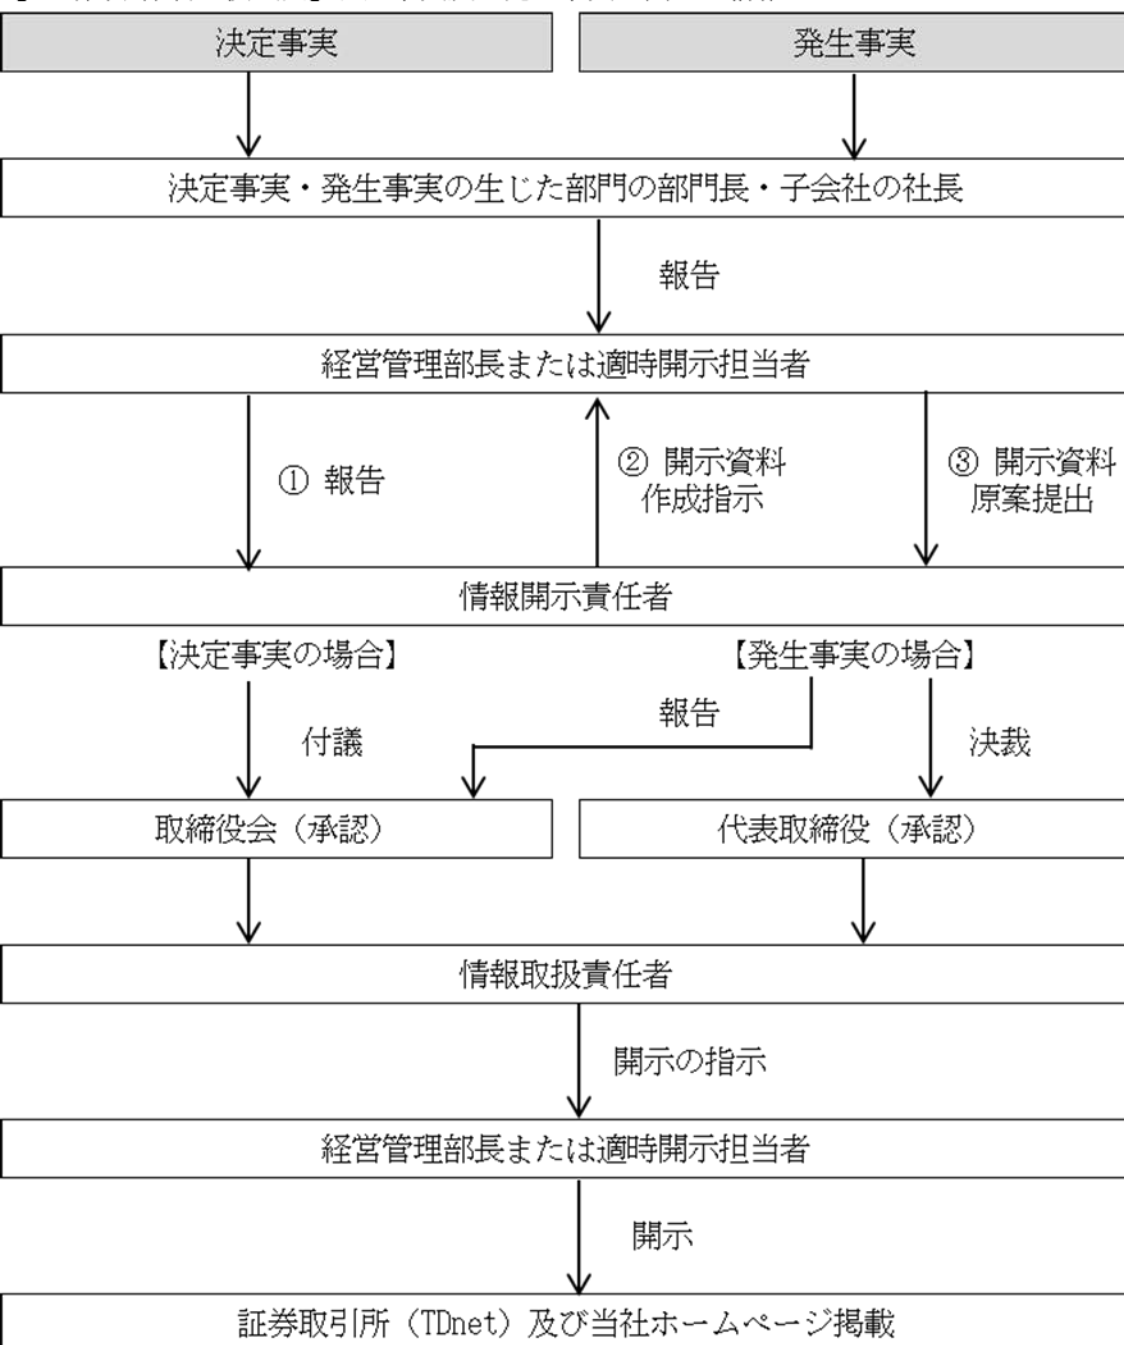 決定事実
発生事実
決定事実・発生事実の生じた部門の部門長・子会社の社長
報告
経営管理部長または適時開示担当者
① 報告
② 開示資料
作成指示
③ 開示資料
原案提出
情報開示責任者
【決定事実の場合】
【発生事実の場合】
付議
報告
決裁
取締役会（承認）
代表取締役（承認）
情報取扱責任者
開示の指示
経営管理部長または適時開示担当者
開示
証券取引所（TDnet）及び当社ホームページ掲載